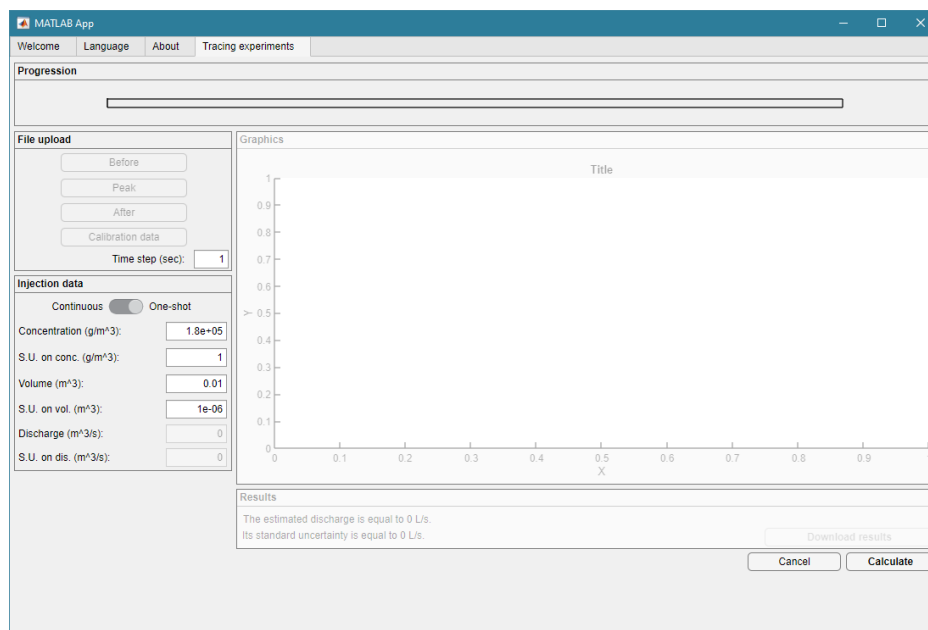 MATLAB App
Welcome Language About Tracing experiments
Progression
File upload
Before
Peak
After
Calibration data
Time step (sec): 1
Injection data
Continuous One-shot
Concentration (g/m^3): 1.8e+05
S.U. on conc. (g/m^3): 1
Volume (m^3): 0.01
S.U. on vol. (m^3): 1e-06
Discharge (m^3/s): 0
S.U. on dis. (m^3/s): 0
Graphics
Title
1
0.9
0.8
0.7
0.6
0.5
0.4
0.3
0.2
0.1
0
Y
0 0.1 0.2 0.3 0.4 0.5 0.6 0.7 0.8 0.9
X
Results
The estimated discharge is equal to 0 L/s.
Its standard uncertainty is equal to 0 L/s.
Download results
Cancel Calculate